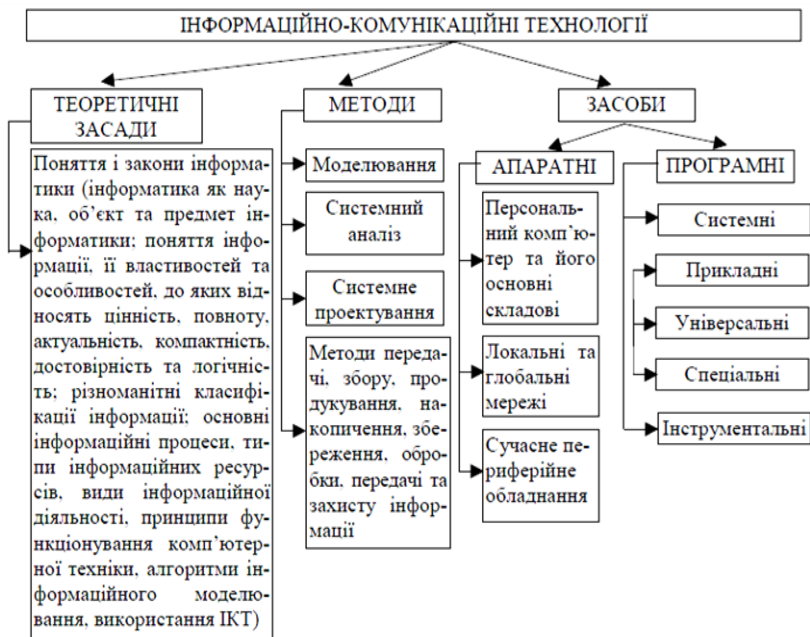 ІНФОРМАЦІЙНО-КОМУНІКАЦІЙНІ ТЕХНОЛОГІЇ
ТЕОРЕТИЧНІ
ЗАСАДИ
Поняття і закони інформа-
тики (інформатика як нау-
ка, об’єкт та предмет ін-
форматики; поняття інфо-
рмації, її властивостей та
особливостей, до яких від-
носять цінність, повноту,
актуальність, компактність,
достовірність та логічніс-
ть; різноманітні класифі-
кації інформації; основні
інформаційні процеси, ти-
пи інформаційних ресур-
сів, види інформаційної
діяльності, принципи фу-
нкціонування комп’ютер-
ної техніки, алгоритми ін-
формаційного моделю-
вання, використання ІКТ)
МЕТОДИ
Моделювання
Системний
аналіз
Системне
проектування
Методи переда-
чі, збору, про-
дукування, на-
копичення, збе-
реження, обро-
бки, передачі та
захисту інфор-
мації
ЗАСОБИ
АПАРАТНІ
Персональ-
ний комп’ю-
тер та його
основні
складові
Локальні та
глобальні
мережі
Сучасне пе-
риферійне
обладнання
ПРОГРАМНІ
Системні
Прикладні
Універсальні
Спеціальні
Інструментальні